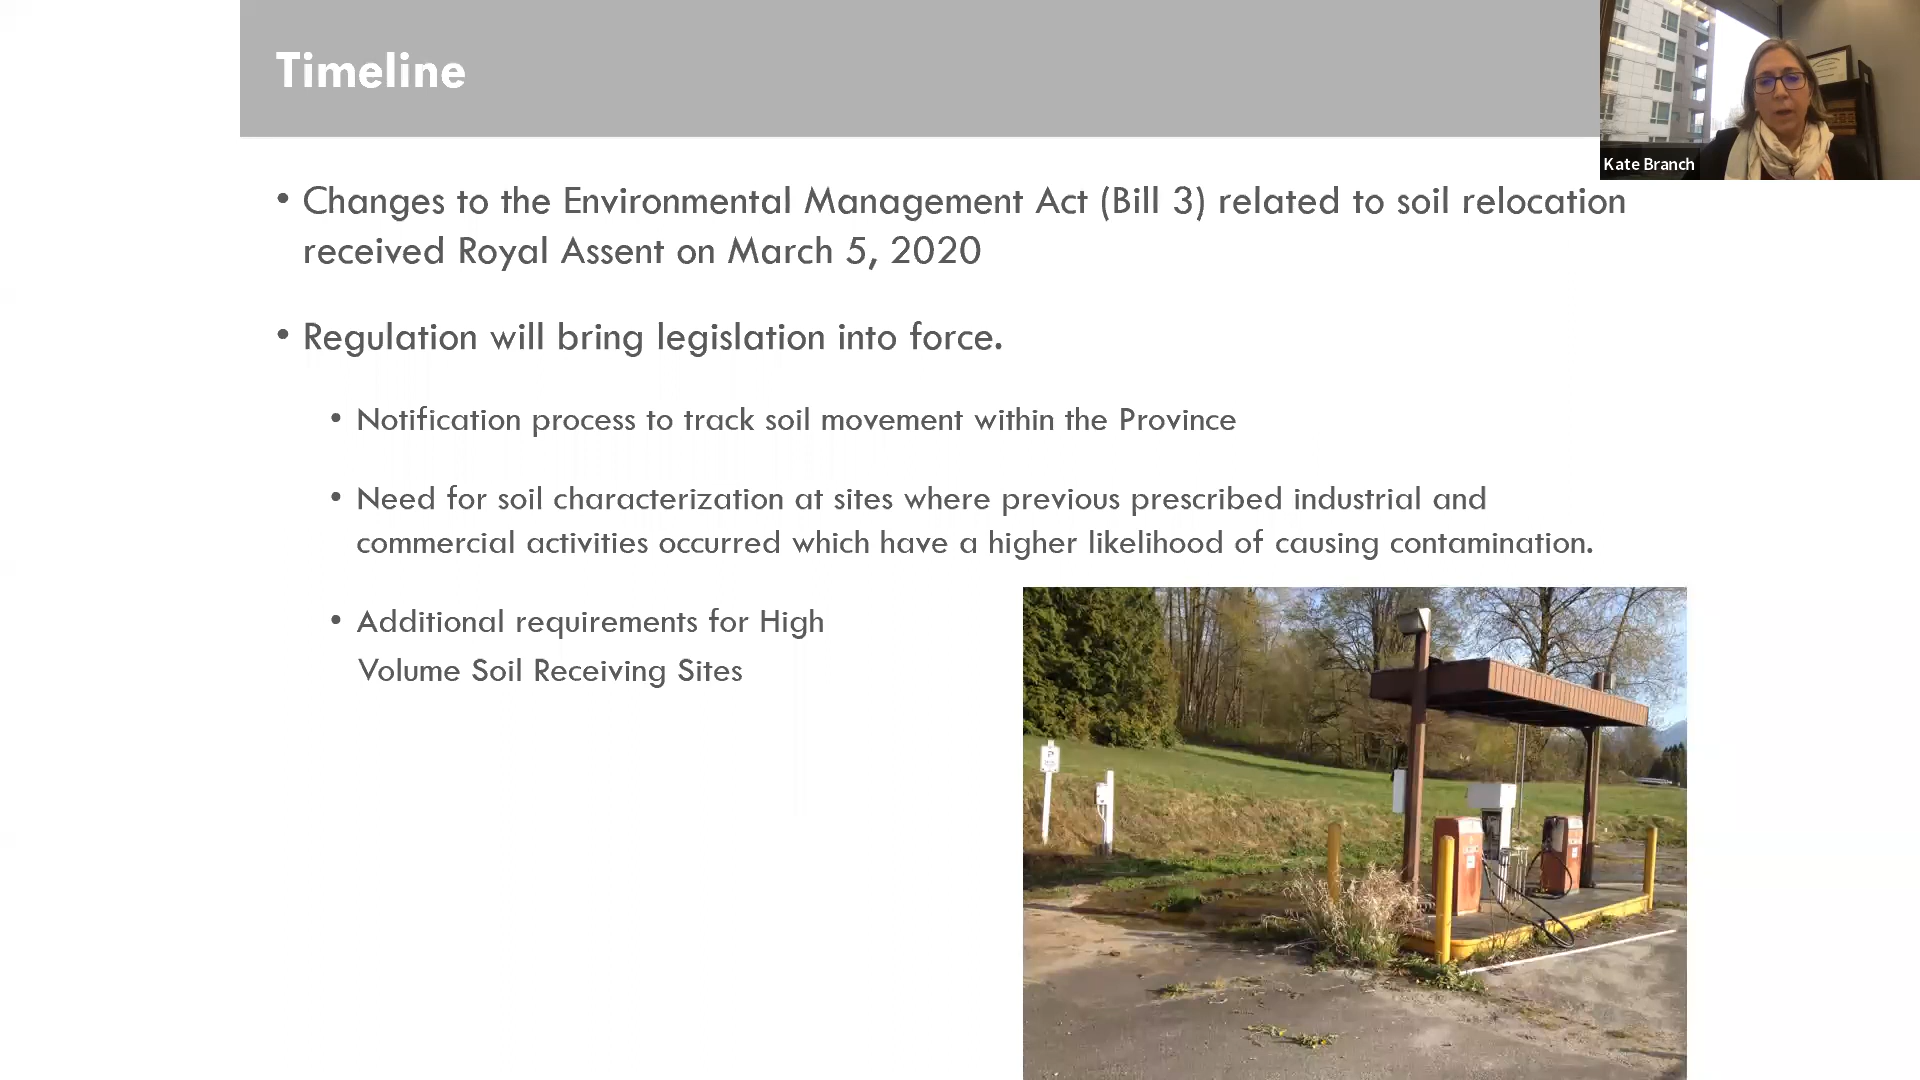 Timeline
Kate Branch
• Changes to the Environmental Management Act (Bill 3) related to soil relocation
received Royal Assent on March 5, 2020
• Regulation will bring legislation into force.
• Notification process to track soil movement within the Province
• Need for soil characterization at sites where previous prescribed industrial and
commercial activities occurred which have a higher likelihood of causing contamination.
• Additional requirements for High
Volume Soil Receiving Sites